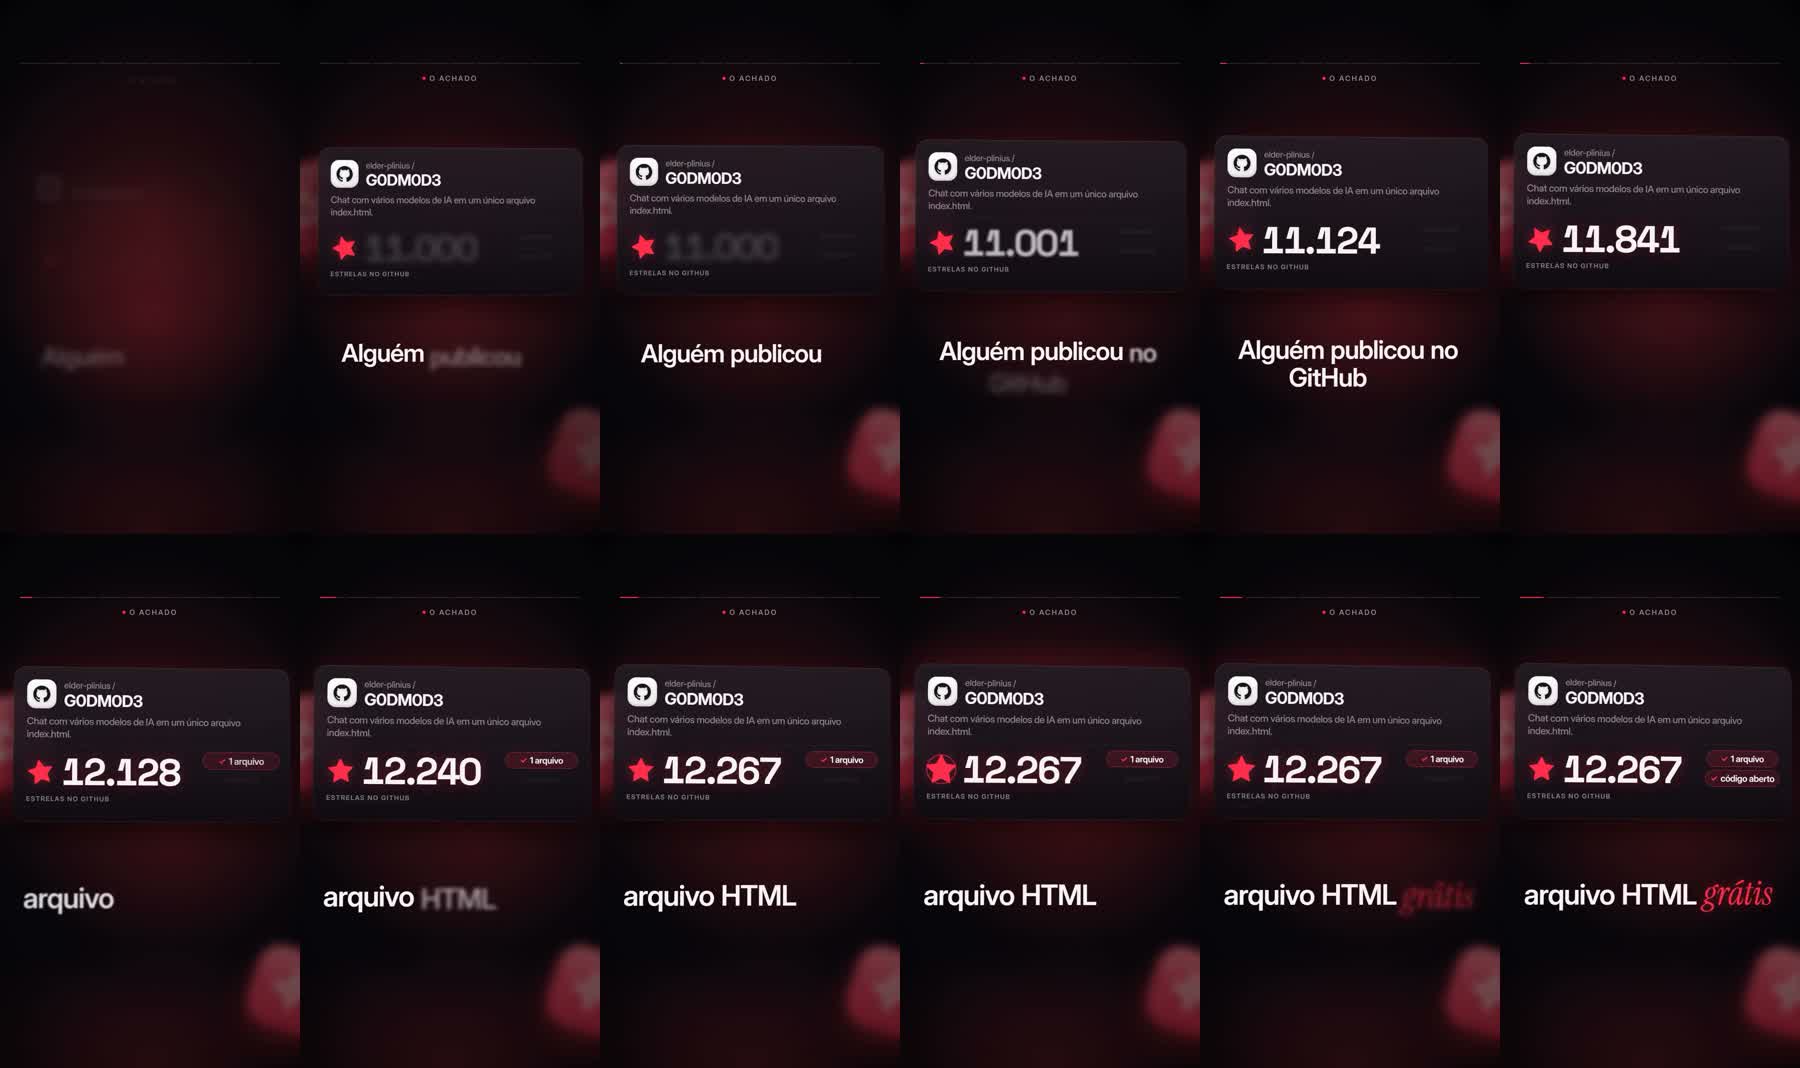 O ACHADO
elder-plinius /
G0DM0D3
Chat com vários modelos de IA em um único arquivo
index.html.
11.000
ESTRELAS NO GITHUB
Alguém publicou
O ACHADO
elder-plinius /
G0DM0D3
Chat com vários modelos de IA em um único arquivo
index.html.
11.000
ESTRELAS NO GITHUB
Alguém publicou
O ACHADO
elder-plinius /
G0DM0D3
Chat com vários modelos de IA em um único arquivo
index.html.
11.001
ESTRELAS NO GITHUB
Alguém publicou no
GitHub
O ACHADO
elder-plinius /
G0DM0D3
Chat com vários modelos de IA em um único arquivo
index.html.
11.124
ESTRELAS NO GITHUB
Alguém publicou no
GitHub
O ACHADO
elder-plinius /
G0DM0D3
Chat com vários modelos de IA em um único arquivo
index.html.
11.841
ESTRELAS NO GITHUB
O ACHADO
elder-plinius /
G0DM0D3
Chat com vários modelos de IA em um único arquivo
index.html.
12.128
1 arquivo
ESTRELAS NO GITHUB
arquivo
O ACHADO
elder-plinius /
G0DM0D3
Chat com vários modelos de IA em um único arquivo
index.html.
12.240
1 arquivo
ESTRELAS NO GITHUB
arquivo HTML
O ACHADO
elder-plinius /
G0DM0D3
Chat com vários modelos de IA em um único arquivo
index.html.
12.267
1 arquivo
ESTRELAS NO GITHUB
arquivo HTML
O ACHADO
elder-plinius /
G0DM0D3
Chat com vários modelos de IA em um único arquivo
index.html.
12.267
1 arquivo
ESTRELAS NO GITHUB
arquivo HTML
O ACHADO
elder-plinius /
G0DM0D3
Chat com vários modelos de IA em um único arquivo
index.html.
12.267
1 arquivo
ESTRELAS NO GITHUB
arquivo HTML grátis
O ACHADO
elder-plinius /
G0DM0D3
Chat com vários modelos de IA em um único arquivo
index.html.
12.267
1 arquivo
código aberto
ESTRELAS NO GITHUB
arquivo HTML grátis